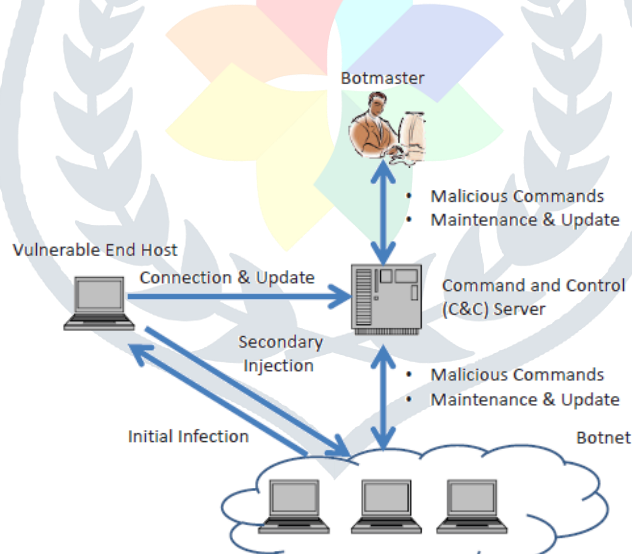 Botmaster
• Malicious Commands
• Maintenance & Update
Vulnerable End Host
Connection & Update
Command and Control
(C&C) Server
Secondary
Injection
• Malicious Commands
• Maintenance & Update
Initial Infection
Botnet